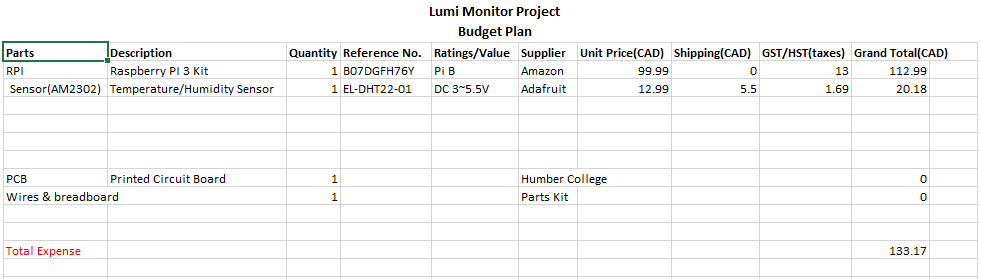 Lumi Monitor Project
Budget Plan
Parts Description Quantity Reference No. Ratings/Value Supplier Unit Price(CAD) Shipping(CAD) GST/HST(taxes) Grand Total(CAD)
RPI Raspberry PI 3 Kit 1 B07DGFH76Y Pi B Amazon 99.99 0 13 112.99
Sensor(AM2302) Temperature/Humidity Sensor 1 EL-DHT22-01 DC 3~5.5V Adafruit 12.99 5.5 1.69 20.18
PCB Printed Circuit Board 1 Humber College 0
Wires & breadboard 1 Parts Kit 0
Total Expense 133.17